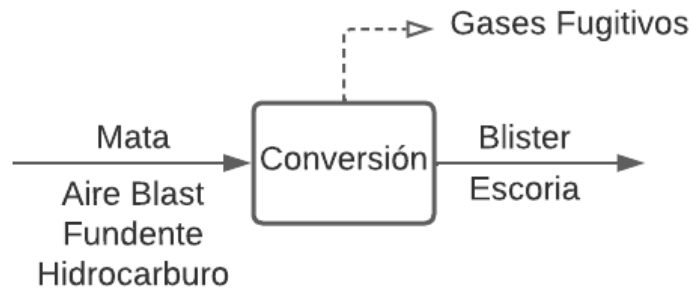 Gases Fugitivos
Mata
Conversión
Blister
Aire Blast
Escoria
Fundente
Hidrocarburo